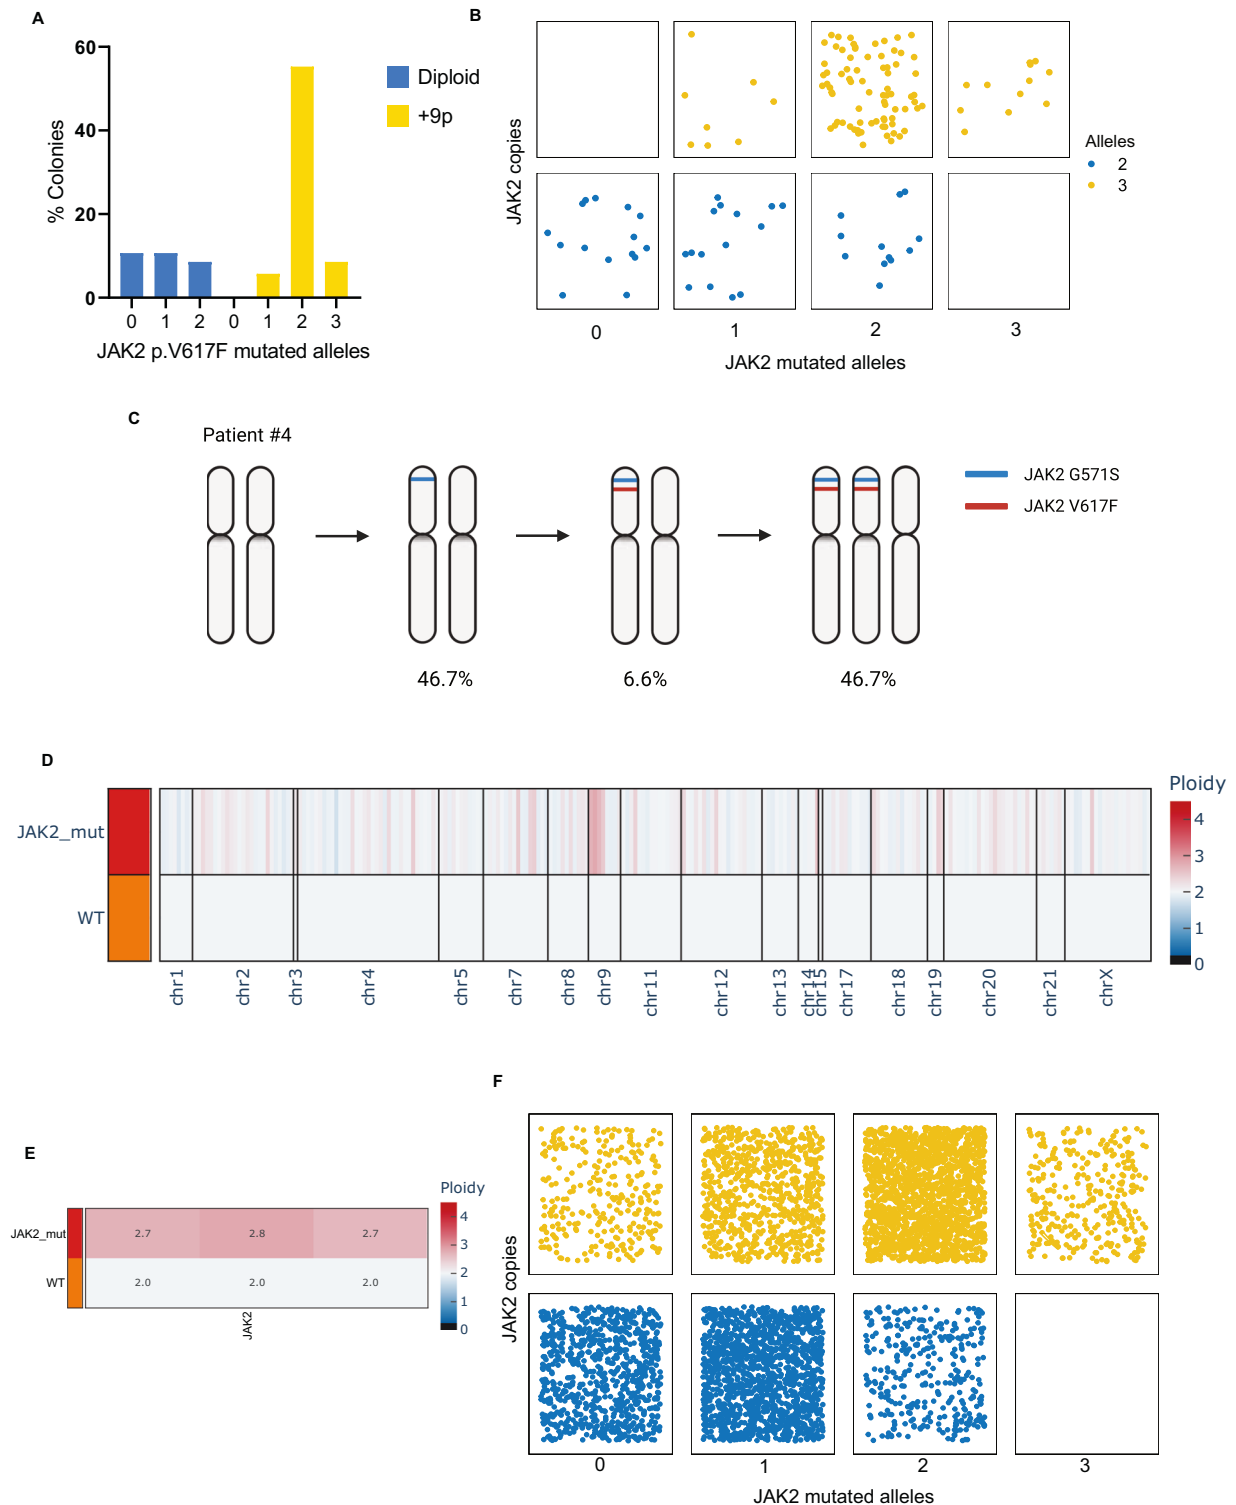 A
60
40
20
0
% Colonies
0 1 2 0 1 2 3
JAK2 p.V617F mutated alleles
Diploid
+9p
B
JAK2 copies
0 1 2 3
JAK2 mutated alleles
Alleles
2
3
C
Patient #4
46.7% 6.6% 46.7%
JAK2 G571S
JAK2 V617F
D
JAK2_mut
WT
chr1 chr2 chr3 chr4 chr5 chr7 chr8 chr9 chr11 chr12 chr13 chr14 chr15 chr17 chr18 chr19 chr20 chr21 chrX
Ploidy
4
3
2
1
0
E
JAK2_mut 2.7 2.8 2.7
WT 2.0 2.0 2.0
JAK2
Ploidy
4
3
2
1
0
F
JAK2 copies
0 1 2 3
JAK2 mutated alleles